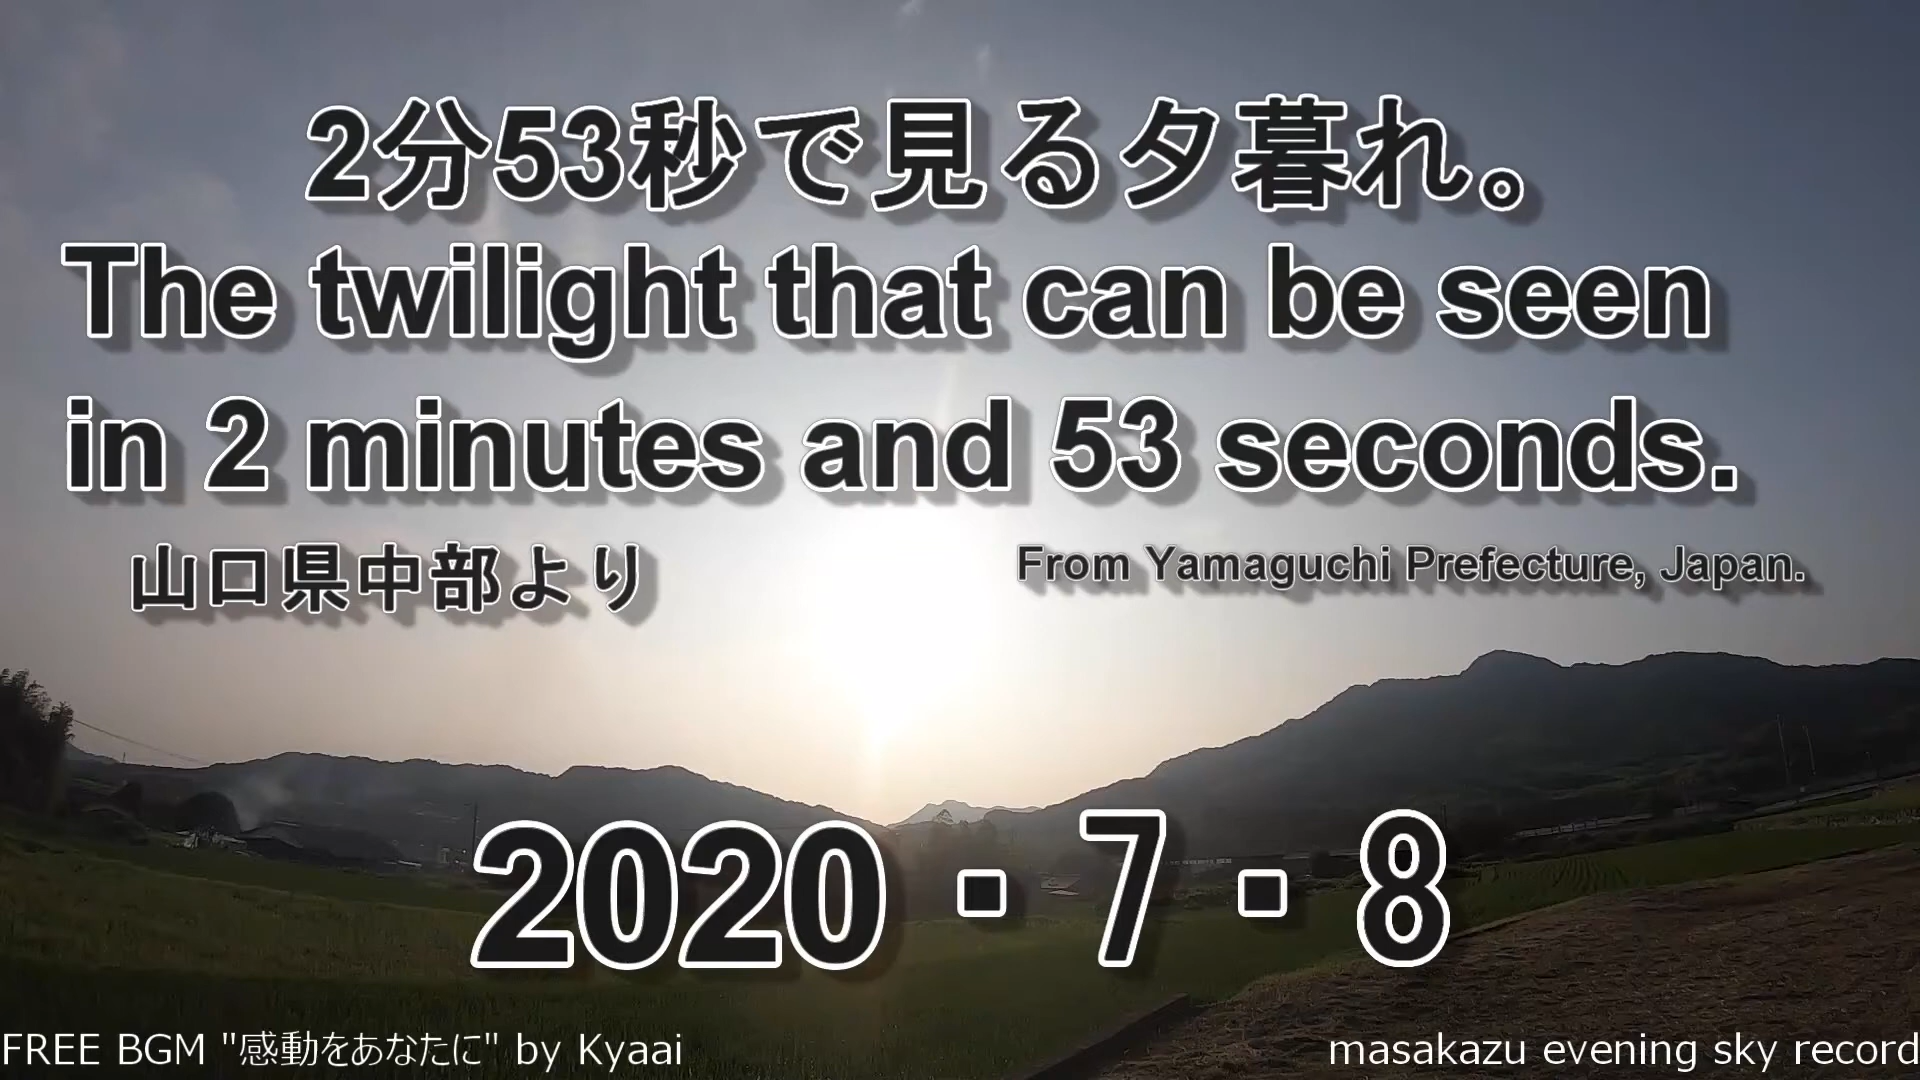 2分53秒で見る夕暮れ。
The twilight that can be seen
in 2 minutes and 53 seconds.
山口県中部より
From Yamaguchi Prefecture, Japan.
2020・7・8
FREE BGM "感動をあなたに" by Kyaai
masakazu evening sky record